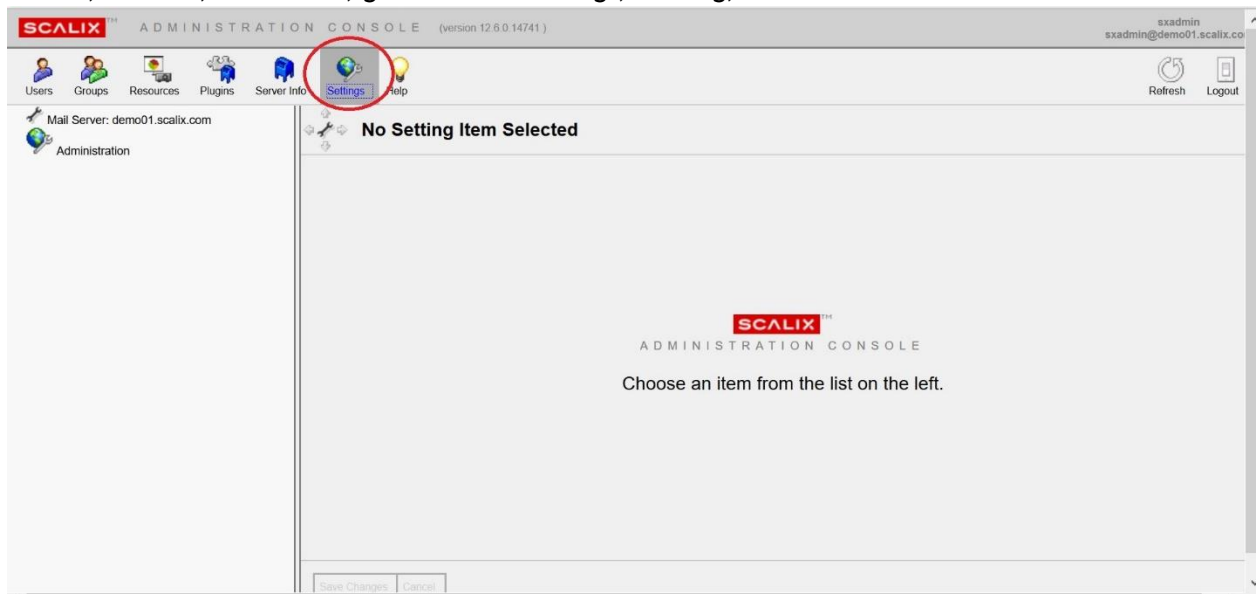 SCALIX™ ADMINISTRATION CONSOLE (version 12.6.0.14741)
sxadmin
sxadmin@demo01.scalix.co
Users Groups Resources Plugins Server Info Settings Help Refresh Logout
Mail Server: demo01.scalix.com
Administration
No Setting Item Selected
SCALIX™
ADMINISTRATION CONSOLE
Choose an item from the list on the left.
Save Changes Cancel